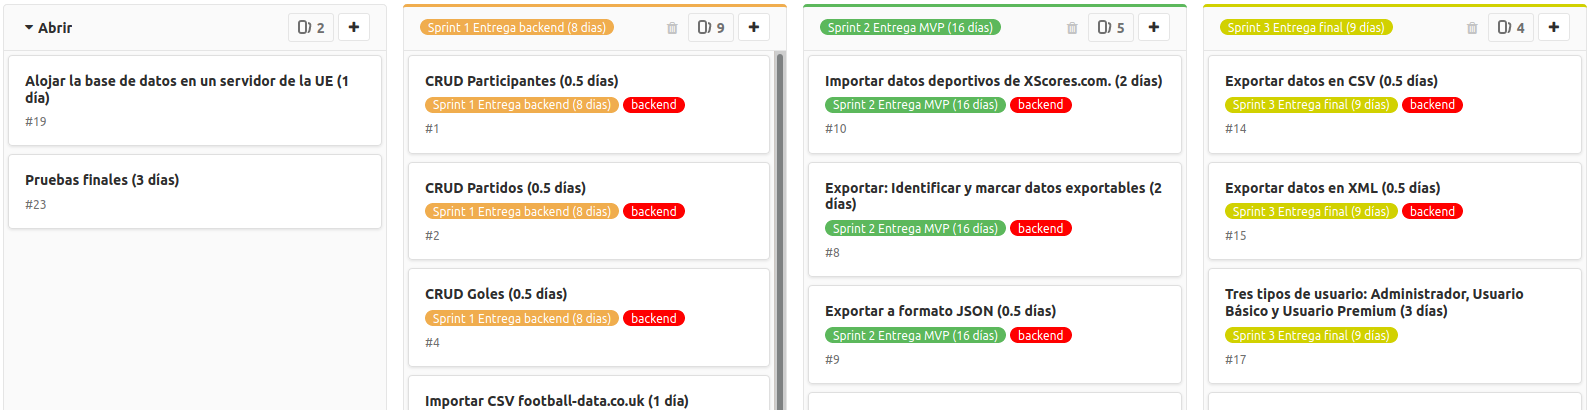 Abrir
2
Alojar la base de datos en un servidor de la UE (1
día)
#19
Pruebas finales (3 días)
#23
Sprint 1 Entrega backend (8 dias)
9
CRUD Participantes (0.5 días)
Sprint 1 Entrega backend (8 dias) backend
#1
CRUD Partidos (0.5 días)
Sprint 1 Entrega backend (8 dias) backend
#2
CRUD Goles (0.5 días)
Sprint 1 Entrega backend (8 dias) backend
#4
Importar CSV football-data.co.uk (1 día)
Sprint 2 Entrega MVP (16 días)
5
Importar datos deportivos de XScores.com. (2 días)
Sprint 2 Entrega MVP (16 días) backend
#10
Exportar: Identificar y marcar datos exportables (2
días)
Sprint 2 Entrega MVP (16 días) backend
#8
Exportar a formato JSON (0.5 días)
Sprint 2 Entrega MVP (16 días) backend
#9
Sprint 3 Entrega final (9 días)
4
Exportar datos en CSV (0.5 días)
Sprint 3 Entrega final (9 días) backend
#14
Exportar datos en XML (0.5 días)
Sprint 3 Entrega final (9 días) backend
#15
Tres tipos de usuario: Administrador, Usuario
Básico y Usuario Premium (3 días)
Sprint 3 Entrega final (9 días)
#17